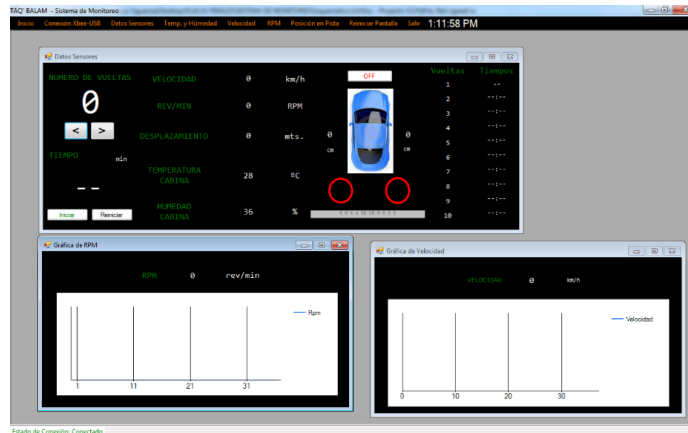 TAQ' BALAM - Sistema de Monitoreo
Inicio Conexión Xbee-USB Datos Sensores Temp. y Húmedad Velocidad RPM Posición en Pista Reiniciar Pantalla Salir 1:11:58 PM
Datos Sensores
NUMERO DE VUELTAS VELOCIDAD 0 km/h OFF Vueltas Tiempos
1 --
0 REV/MIN 0 RPM 2 --:--
3 --:--
< > DESPLAZAMIENTO 0 mts. 0 0 4 --:--
cm cm 5 --:--
TIEMPO min 6 --:--
TEMPERATURA CABINA 28 ºC 7 --:--
-- 8 --:--
HUMEDAD CABINA 36 % 9 --:--
Iniciar Reiniciar 10 --:--
Gráfica de RPM
RPM 0 rev/min
Rpm
1 11 21 31
Gráfica de Velocidad
VELOCIDAD 0 km/h
Velocidad
0 10 20 30
Estado de Conexión: Conectado